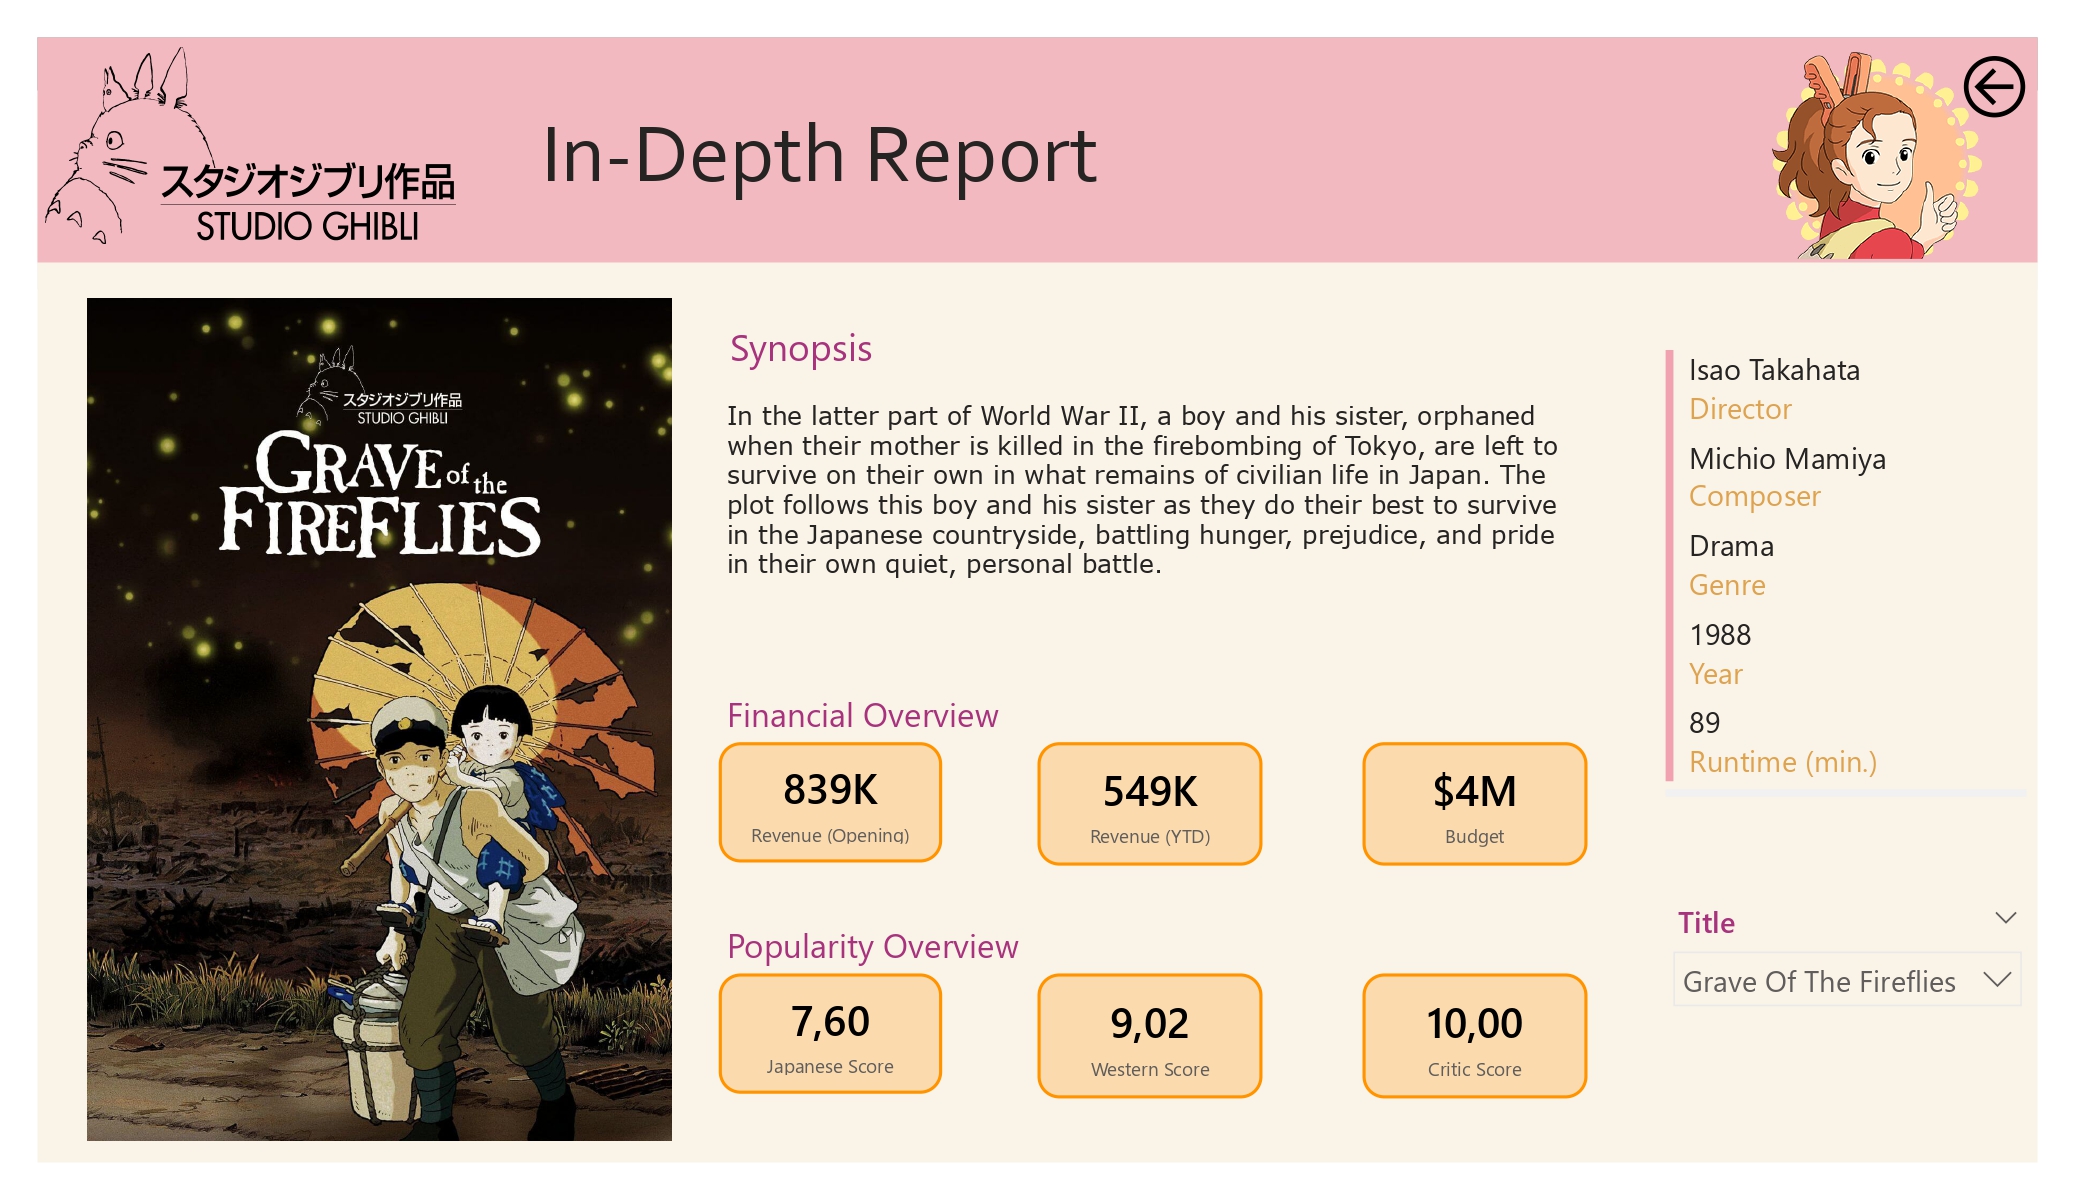 スタジオジブリ作品
STUDIO GHIBLI
In-Depth Report
スタジオジブリ作品
STUDIO GHIBLI
GRAVE of the
FIREFLIES
Synopsis
In the latter part of World War II, a boy and his sister, orphaned
when their mother is killed in the firebombing of Tokyo, are left to
survive on their own in what remains of civilian life in Japan. The
plot follows this boy and his sister as they do their best to survive
in the Japanese countryside, battling hunger, prejudice, and pride
in their own quiet, personal battle.
Financial Overview
839K
Revenue (Opening)
549K
Revenue (YTD)
$4M
Budget
Popularity Overview
7,60
Japanese Score
9,02
Western Score
10,00
Critic Score
Isao Takahata
Director
Michio Mamiya
Composer
Drama
Genre
1988
Year
89
Runtime (min.)
Title
Grave Of The Fireflies